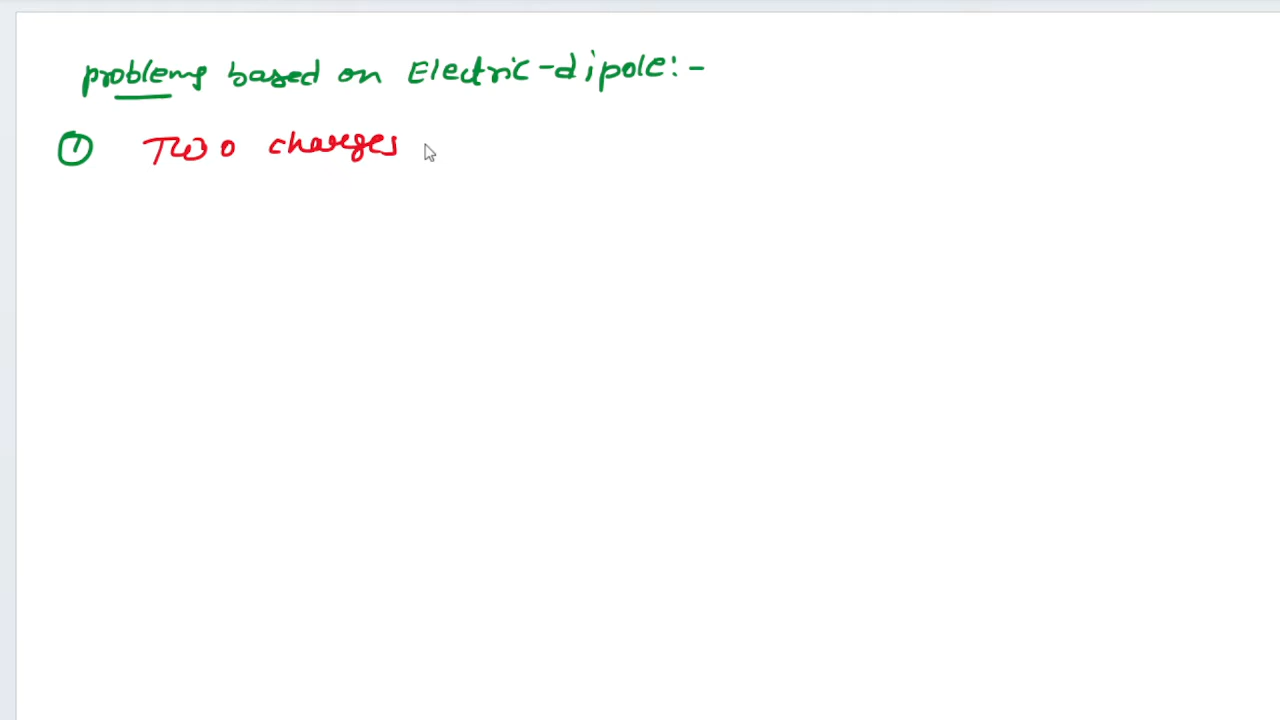 problems based on Electric-dipole:-
① Two charges